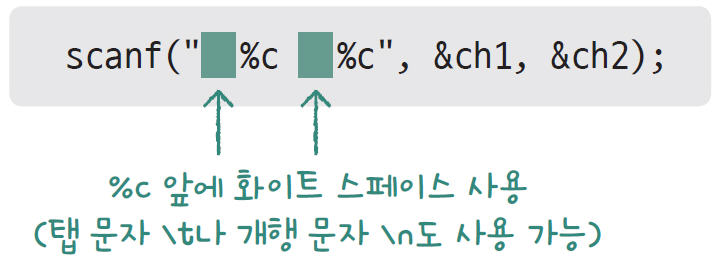 scanf(" %c  %c", &ch1, &ch2);
%c 앞에 화이트 스페이스 사용
(탭 문자 \t나 개행 문자 \n도 사용 가능)